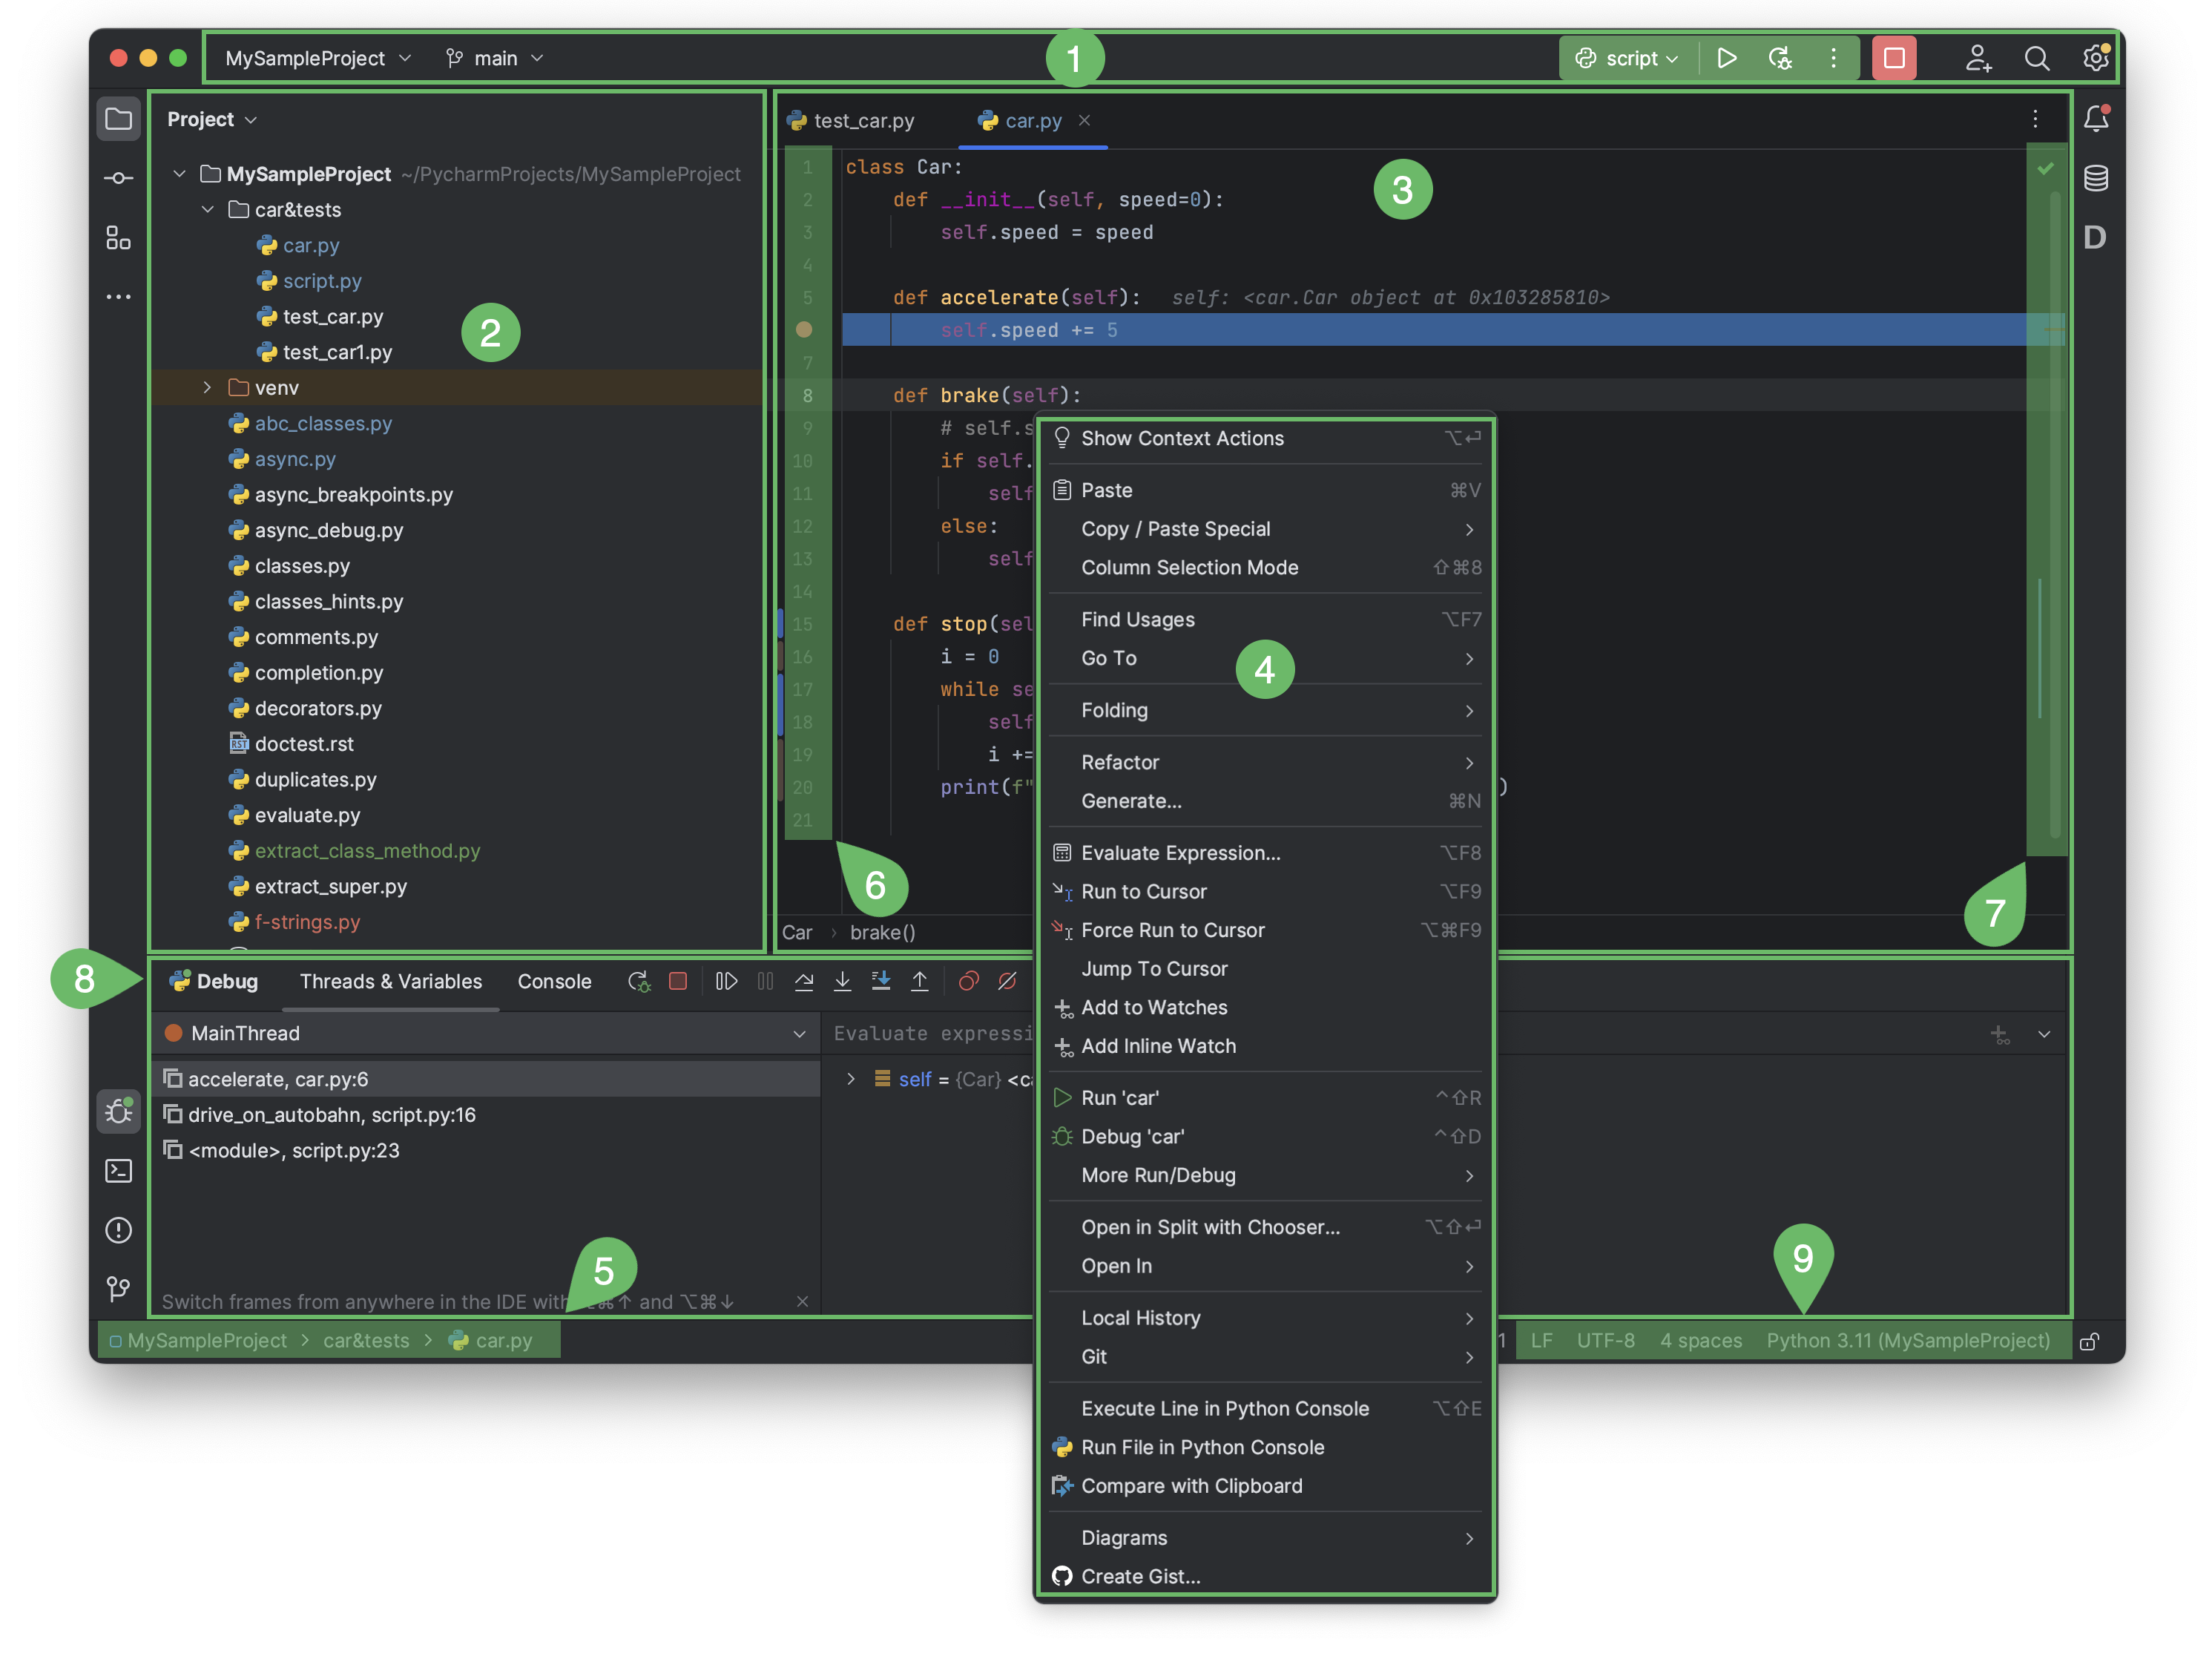 MySampleProject main 1 script
Project
MySampleProject ~/PycharmProjects/MySampleProject
car&tests
car.py
script.py
test_car.py
test_car1.py
2
venv
abc_classes.py
async.py
async_breakpoints.py
async_debug.py
classes.py
classes_hints.py
comments.py
completion.py
decorators.py
RST doctest.rst
duplicates.py
evaluate.py
extract_class_method.py
extract_super.py
f-strings.py
test_car.py car.py
D
3
1 class Car:
2 def __init__(self, speed=0):
3 self.speed = speed
4
5 def accelerate(self): self: <car.Car object at 0x103285810>
self.speed += 5
7
8 def brake(self):
9 # self.s
10 if self.
11 self
12 else:
13 self
14
15 def stop(sel
16 i = 0
17 while se
18 self
19 i +=
20 print(f" )
21
6
7
Car › brake()
Show Context Actions ⌥⏎
Paste ⌘V
Copy / Paste Special
Column Selection Mode ⇧⌘8
Find Usages ⌥F7
Go To
4
Folding
Refactor
Generate... ⌘N
Evaluate Expression... ⌥F8
Run to Cursor ⌥F9
Force Run to Cursor ⌥⌘F9
Jump To Cursor
Add to Watches
Add Inline Watch
Run 'car' ^⇧R
Debug 'car' ^⇧D
More Run/Debug
Open in Split with Chooser... ⌥⇧⏎
Open In
Local History
Git
Execute Line in Python Console ⌥⇧E
Run File in Python Console
Compare with Clipboard
Diagrams
Create Gist...
8
Debug Threads & Variables Console
MainThread
Evaluate expressi
accelerate, car.py:6
drive_on_autobahn, script.py:16
<module>, script.py:23
self = {Car} <ca
5
9
Switch frames from anywhere in the IDE with ⌘↑ and ⌥⌘↓
MySampleProject › car&tests › car.py
1 LF UTF-8 4 spaces Python 3.11 (MySampleProject)